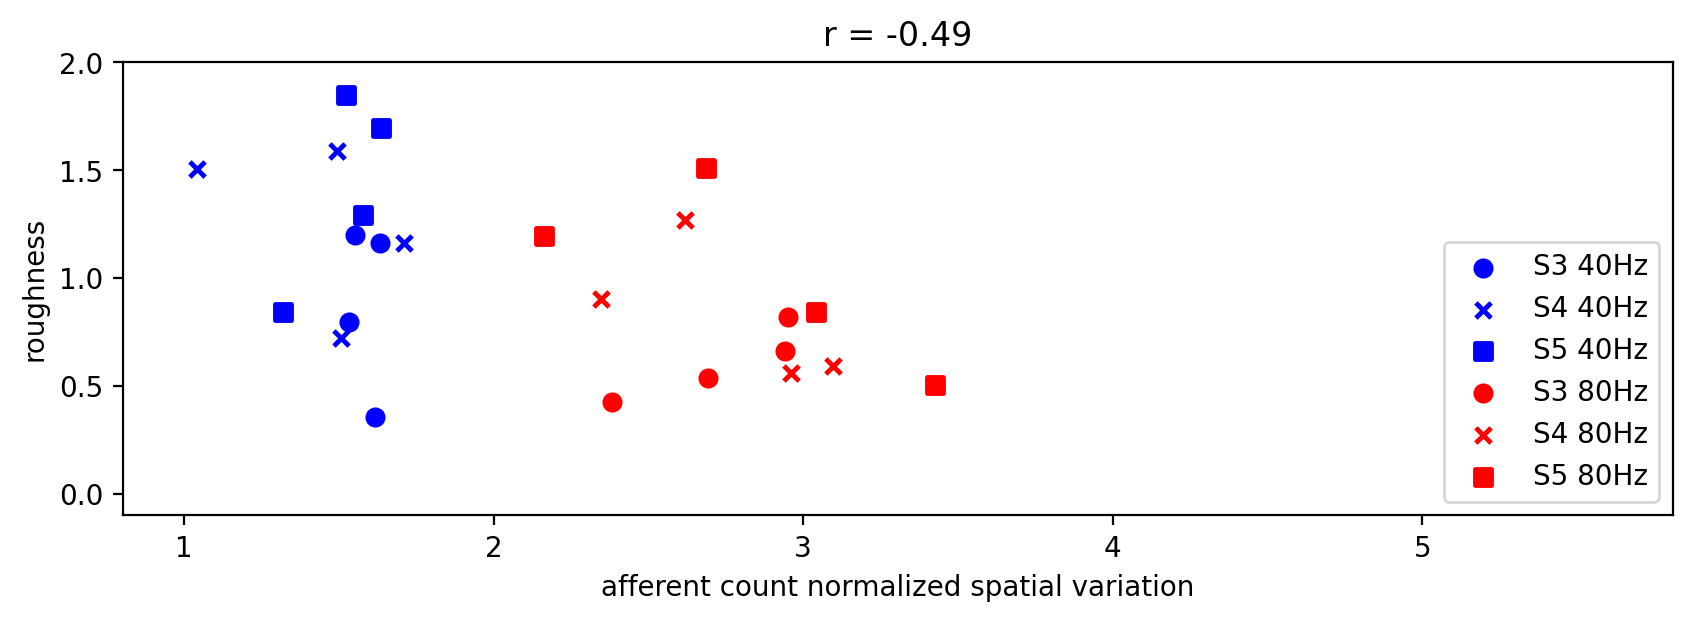 r = -0.49
2.0
1.5
1.0
0.5
0.0
roughness
S3 40Hz
S4 40Hz
S5 40Hz
S3 80Hz
S4 80Hz
S5 80Hz
1 2 3 4 5
afferent count normalized spatial variation